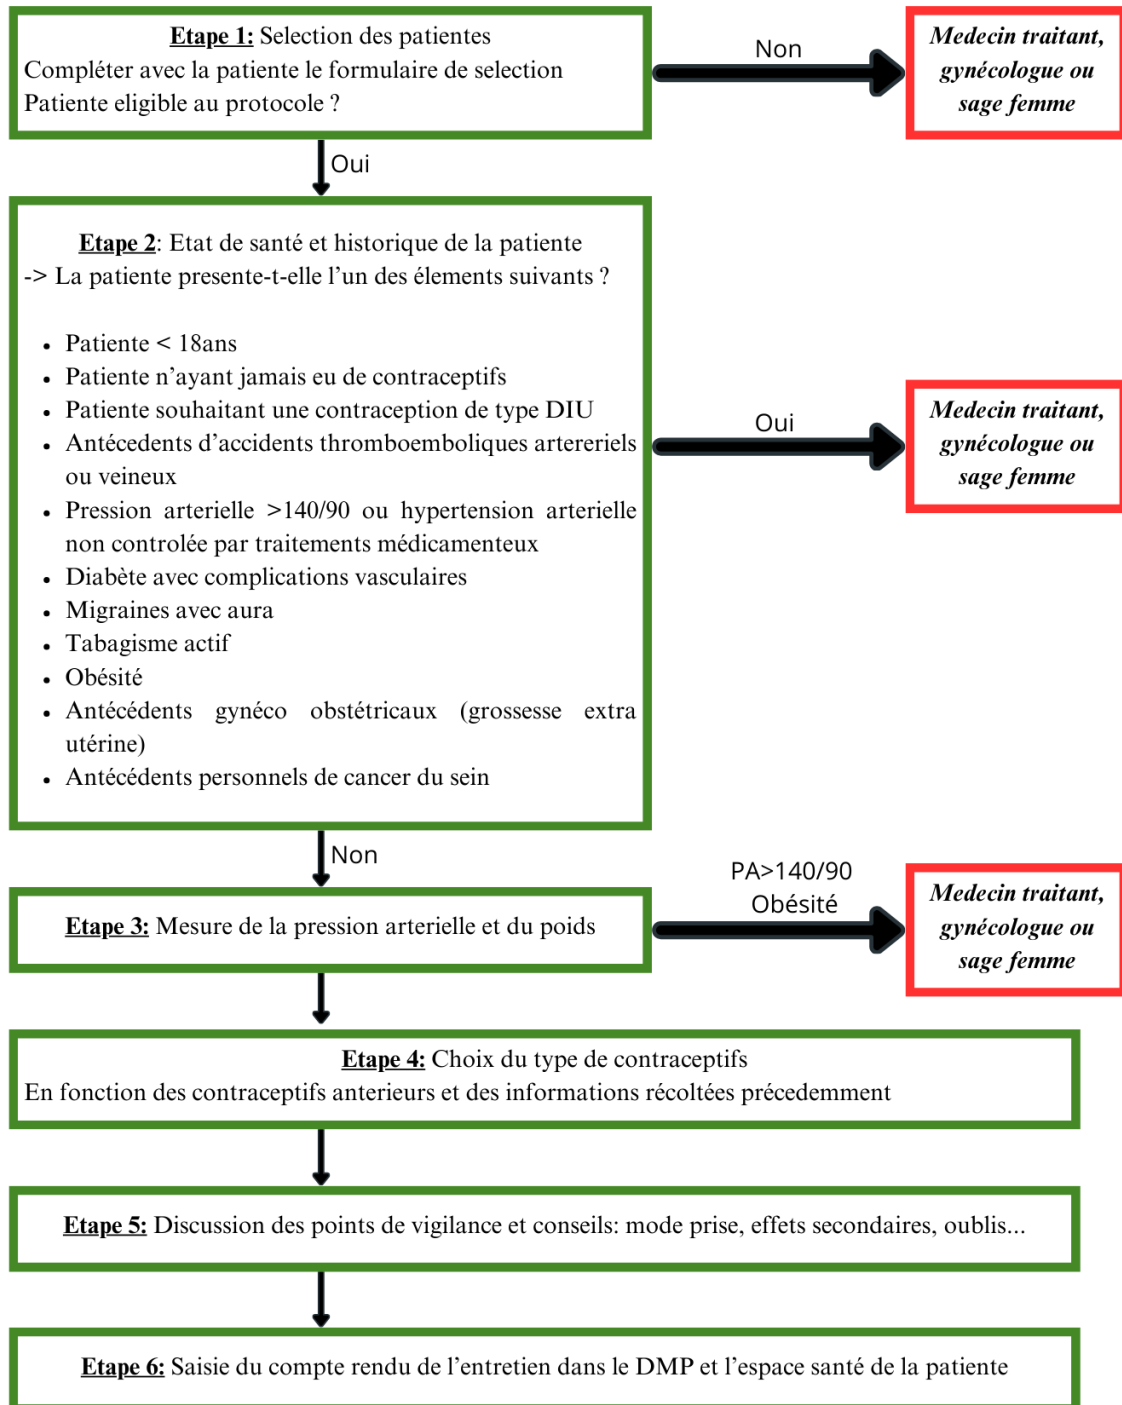 Etape 1: Selection des patientes
Compléter avec la patiente le formulaire de selection
Patiente eligible au protocole ?
Non
Medecin traitant,
gynécologue ou
sage femme
Oui
Etape 2: Etat de santé et historique de la patiente
-> La patiente presente-t-elle l'un des élements suivants ?
• Patiente < 18ans
• Patiente n'ayant jamais eu de contraceptifs
• Patiente souhaitant une contraception de type DIU
• Antécedents d'accidents thromboemboliques artereriels
ou veineux
• Pression arterielle >140/90 ou hypertension arterielle
non controlée par traitements médicamenteux
• Diabète avec complications vasculaires
• Migraines avec aura
• Tabagisme actif
• Obésité
• Antécédents gynéco obstétricaux (grossesse extra
utérine)
• Antécédents personnels de cancer du sein
Oui
Medecin traitant,
gynécologue ou
sage femme
Non
Etape 3: Mesure de la pression arterielle et du poids
PA>140/90
Obésité
Medecin traitant,
gynécologue ou
sage femme
Etape 4: Choix du type de contraceptifs
En fonction des contraceptifs anterieurs et des informations récoltées précedemment
Etape 5: Discussion des points de vigilance et conseils: mode prise, effets secondaires, oublis...
Etape 6: Saisie du compte rendu de l'entretien dans le DMP et l'espace santé de la patiente